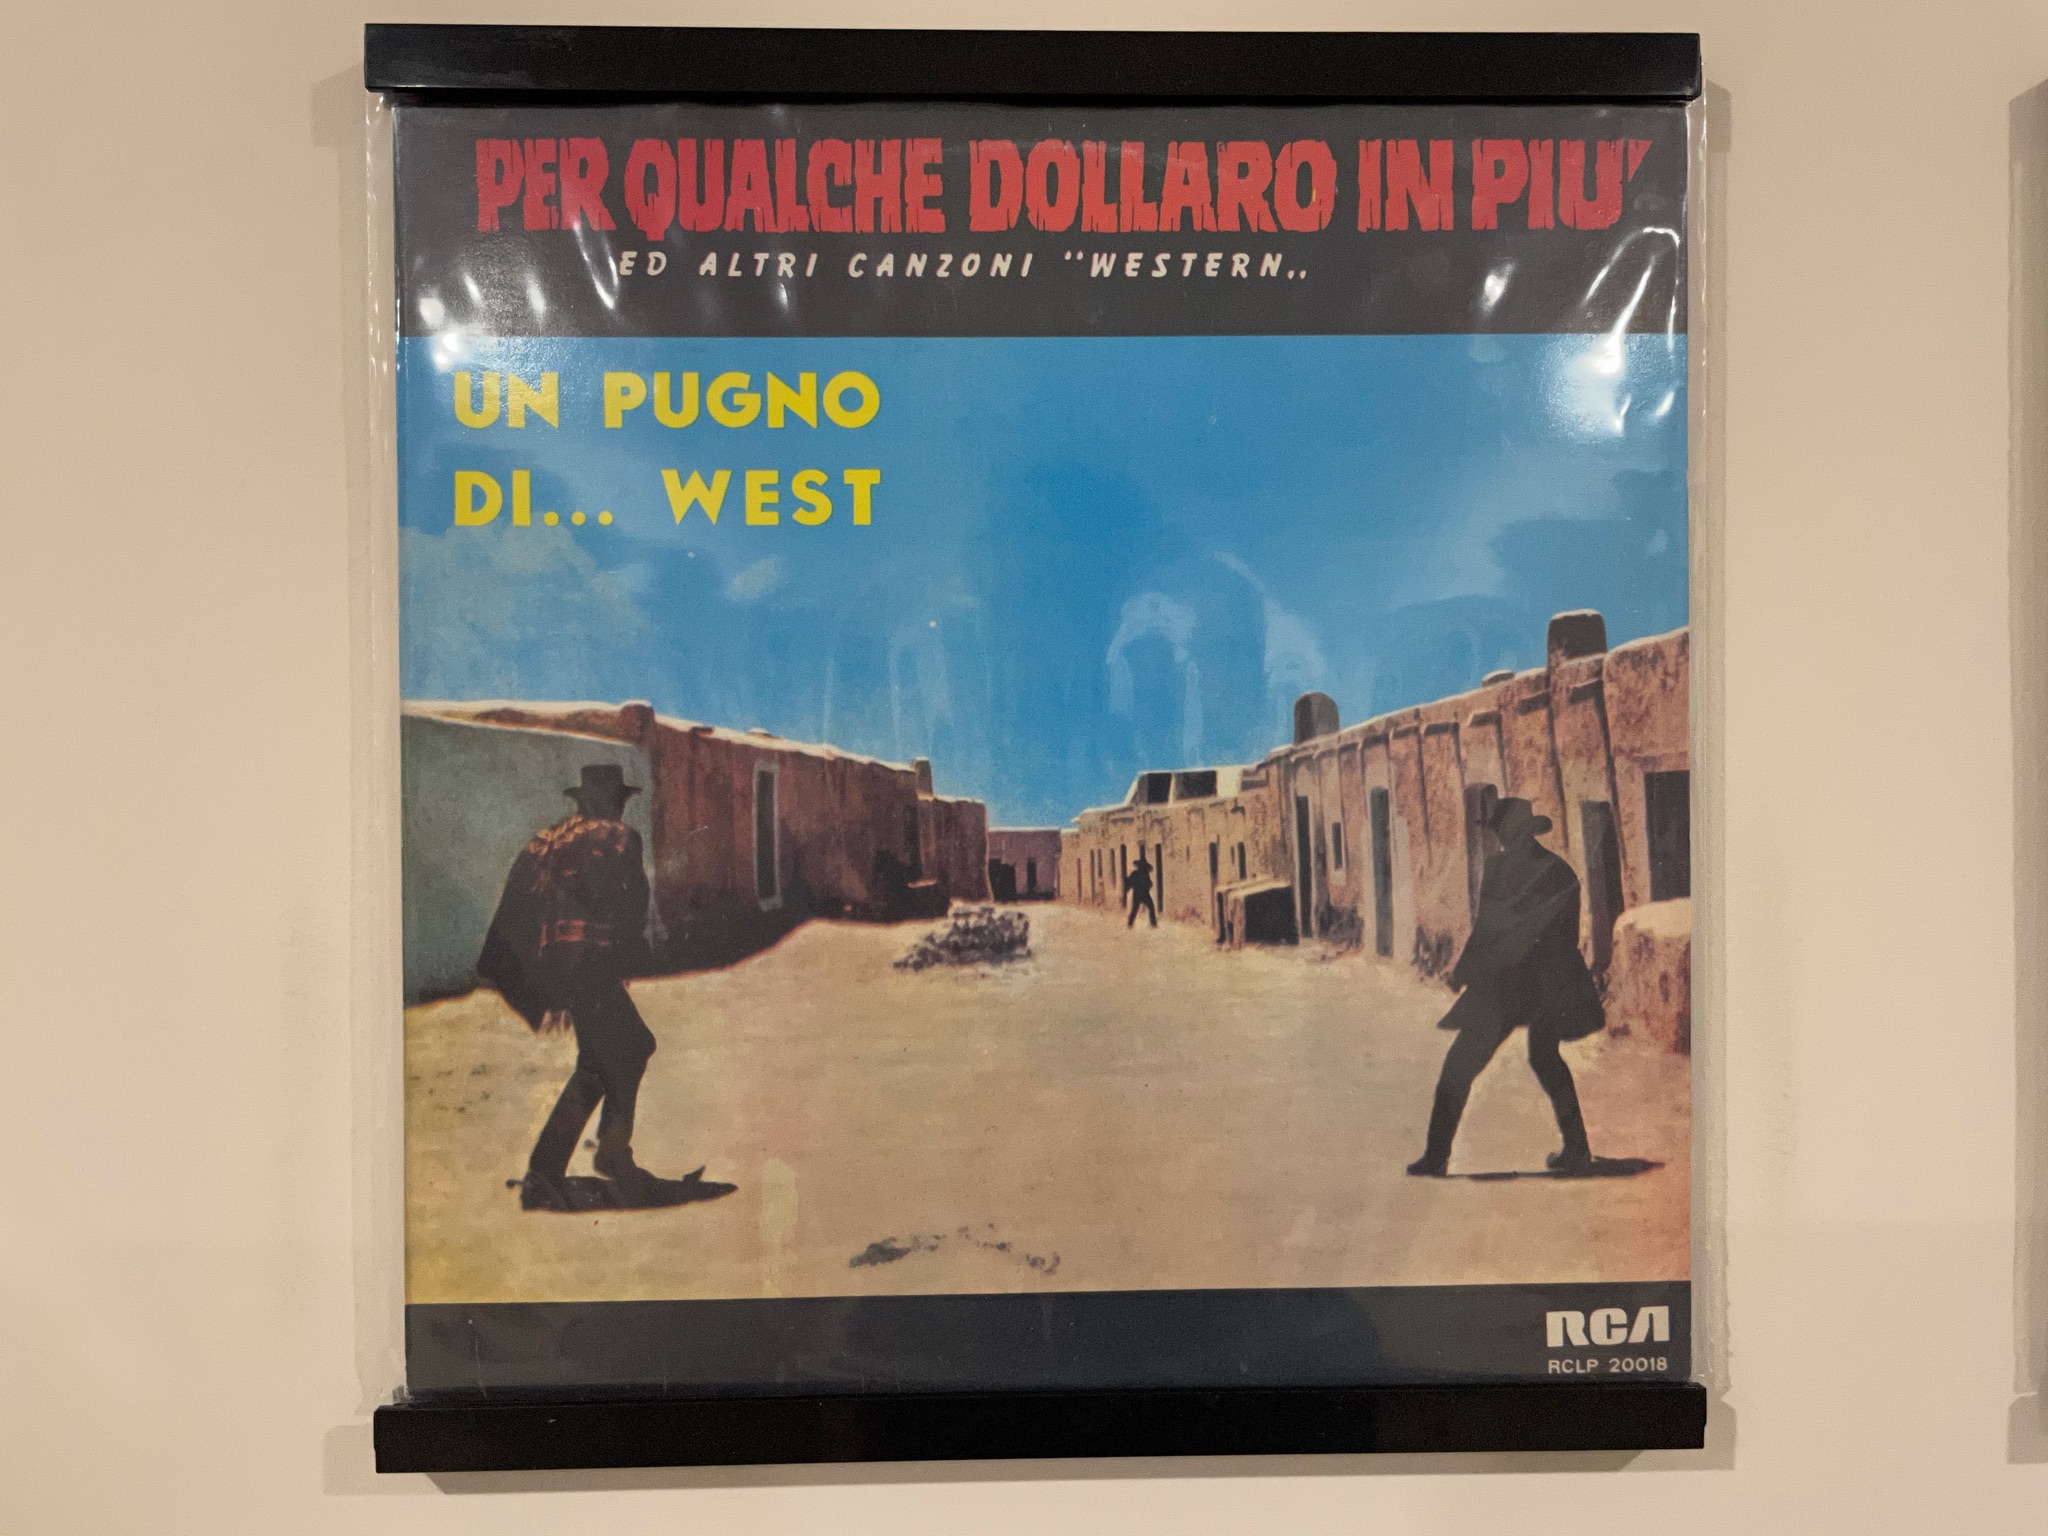 PER QUALCHE DOLLARO IN PIU'
ED ALTRI CANZONI "WESTERN„
UN PUGNO
DI... WEST
RCA
RCLP 20018